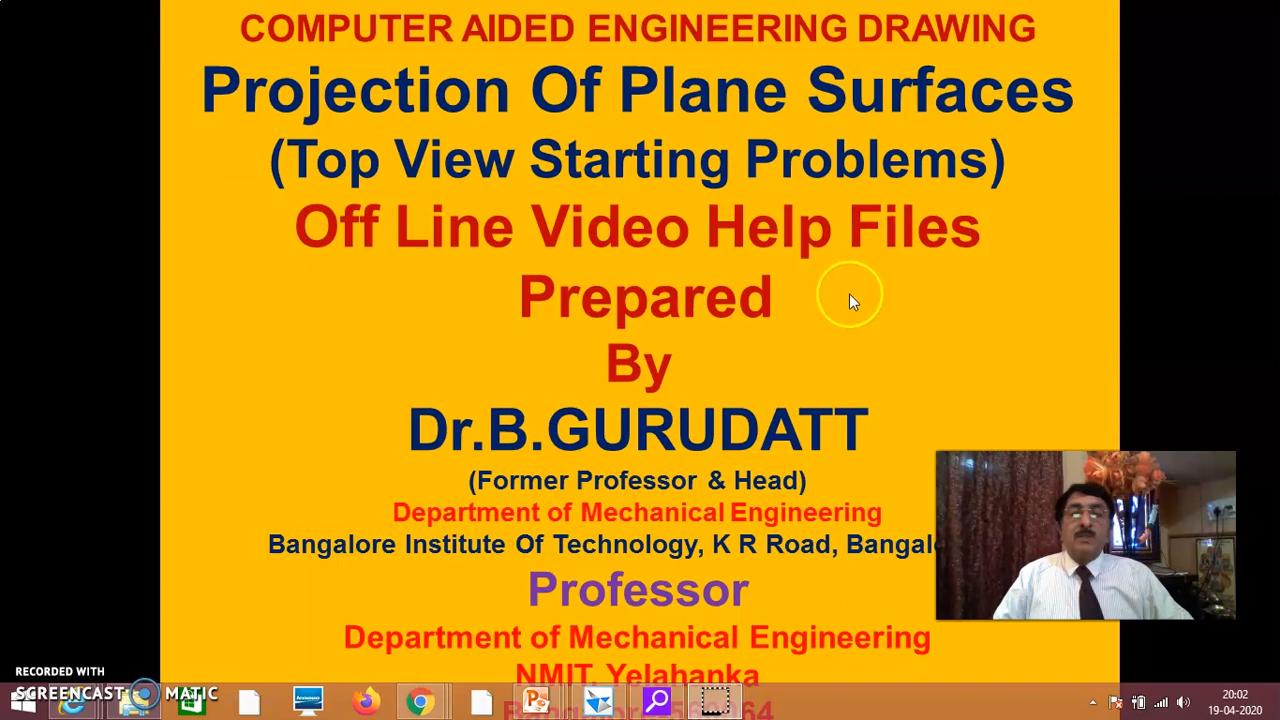 COMPUTER AIDED ENGINEERING DRAWING
Projection Of Plane Surfaces
(Top View Starting Problems)
Off Line Video Help Files
Prepared
By
Dr.B.GURUDATT
(Former Professor & Head)
Department of Mechanical Engineering
Bangalore Institute Of Technology, K R Road,
Professor
Department of Mechanical Engineering
NMIT, Yelahanka
RECORDED WITH
SCREENCAST MATIC
20:02
19-04-2020